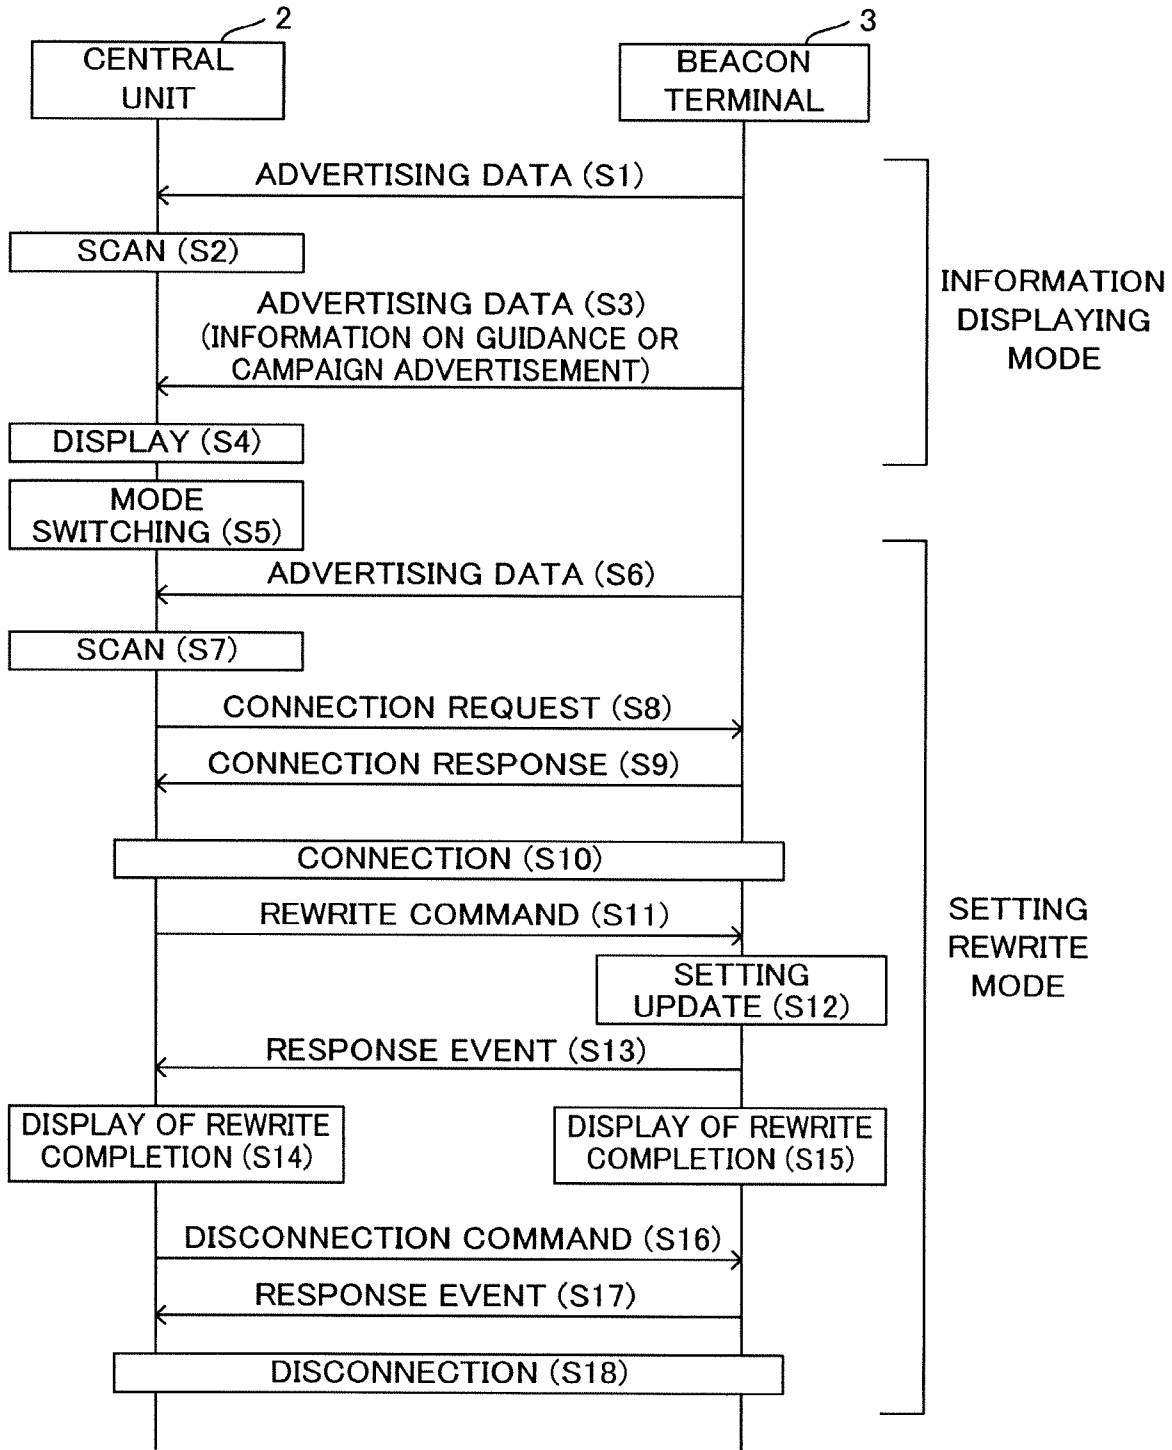 2
3
CENTRAL
UNIT
BEACON
TERMINAL
ADVERTISING DATA (S1)
SCAN (S2)
ADVERTISING DATA (S3)
(INFORMATION ON GUIDANCE OR
CAMPAIGN ADVERTISEMENT)
DISPLAY (S4)
INFORMATION
DISPLAYING
MODE
MODE
SWITCHING (S5)
ADVERTISING DATA (S6)
SCAN (S7)
CONNECTION REQUEST (S8)
CONNECTION RESPONSE (S9)
CONNECTION (S10)
REWRITE COMMAND (S11)
SETTING
UPDATE (S12)
SETTING
REWRITE
MODE
RESPONSE EVENT (S13)
DISPLAY OF REWRITE
COMPLETION (S14)
DISPLAY OF REWRITE
COMPLETION (S15)
DISCONNECTION COMMAND (S16)
RESPONSE EVENT (S17)
DISCONNECTION (S18)